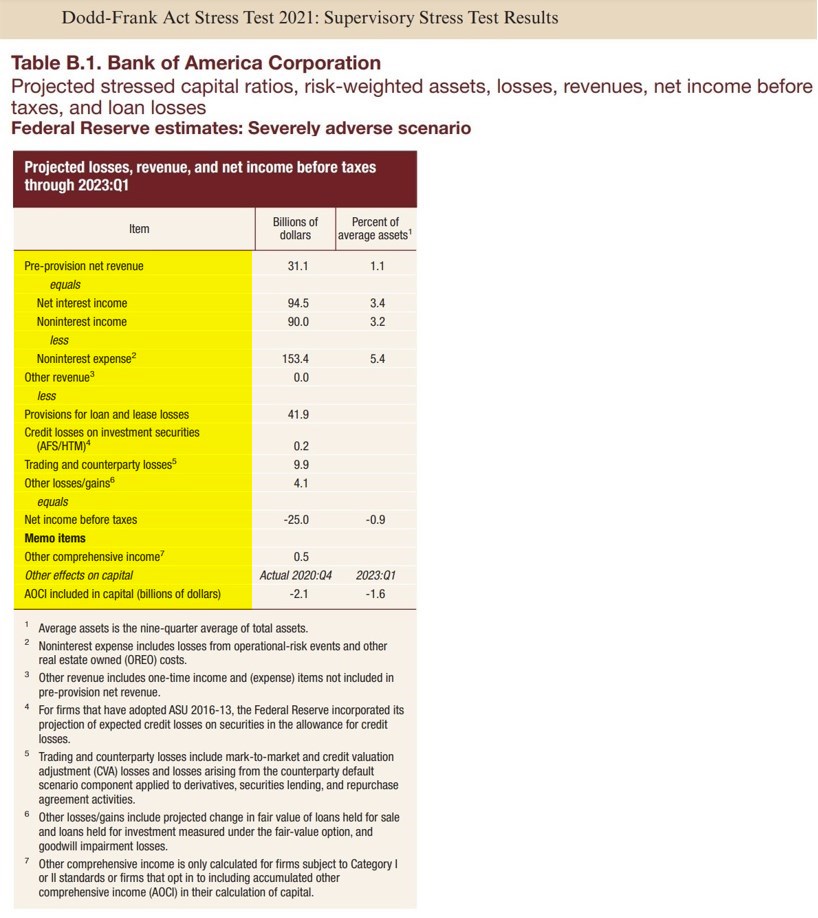 Dodd-Frank Act Stress Test 2021: Supervisory Stress Test Results
Table B.1. Bank of America Corporation
Projected stressed capital ratios, risk-weighted assets, losses, revenues, net income before
taxes, and loan losses
Federal Reserve estimates: Severely adverse scenario
Projected losses, revenue, and net income before taxes
through 2023:Q1
Item Billions of dollars Percent of average assets¹
Pre-provision net revenue 31.1 1.1
equals
Net interest income 94.5 3.4
Noninterest income 90.0 3.2
less
Noninterest expense² 153.4 5.4
Other revenue³ 0.0
less
Provisions for loan and lease losses 41.9
Credit losses on investment securities
(AFS/HTM)⁴ 0.2
Trading and counterparty losses⁵ 9.9
Other losses/gains⁶ 4.1
equals
Net income before taxes -25.0 -0.9
Memo items
Other comprehensive income⁷ 0.5
Other effects on capital Actual 2020:Q4 2023:Q1
AOCI included in capital (billions of dollars) -2.1 -1.6
¹ Average assets is the nine-quarter average of total assets.
² Noninterest expense includes losses from operational-risk events and other
real estate owned (OREO) costs.
³ Other revenue includes one-time income and (expense) items not included in
pre-provision net revenue.
⁴ For firms that have adopted ASU 2016-13, the Federal Reserve incorporated its
projection of expected credit losses on securities in the allowance for credit
losses.
⁵ Trading and counterparty losses include mark-to-market and credit valuation
adjustment (CVA) losses and losses arising from the counterparty default
scenario component applied to derivatives, securities lending, and repurchase
agreement activities.
⁶ Other losses/gains include projected change in fair value of loans held for sale
and loans held for investment measured under the fair-value option, and
goodwill impairment losses.
⁷ Other comprehensive income is only calculated for firms subject to Category I
or II standards or firms that opt in to including accumulated other
comprehensive income (AOCI) in their calculation of capital.